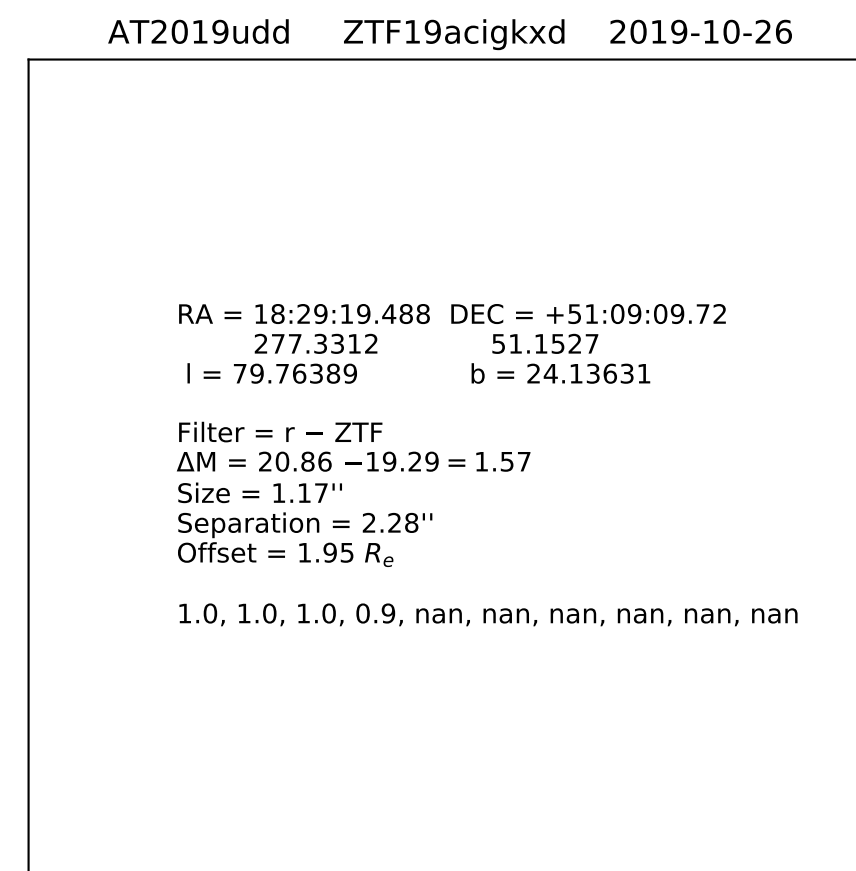 AT2019udd ZTF19acigkxd 2019-10-26
RA = 18:29:19.488 DEC = +51:09:09.72
277.3312 51.1527
l = 79.76389 b = 24.13631
Filter = r − ZTF
ΔM = 20.86 −19.29 = 1.57
Size = 1.17''
Separation = 2.28''
Offset = 1.95 Re
1.0, 1.0, 1.0, 0.9, nan, nan, nan, nan, nan, nan